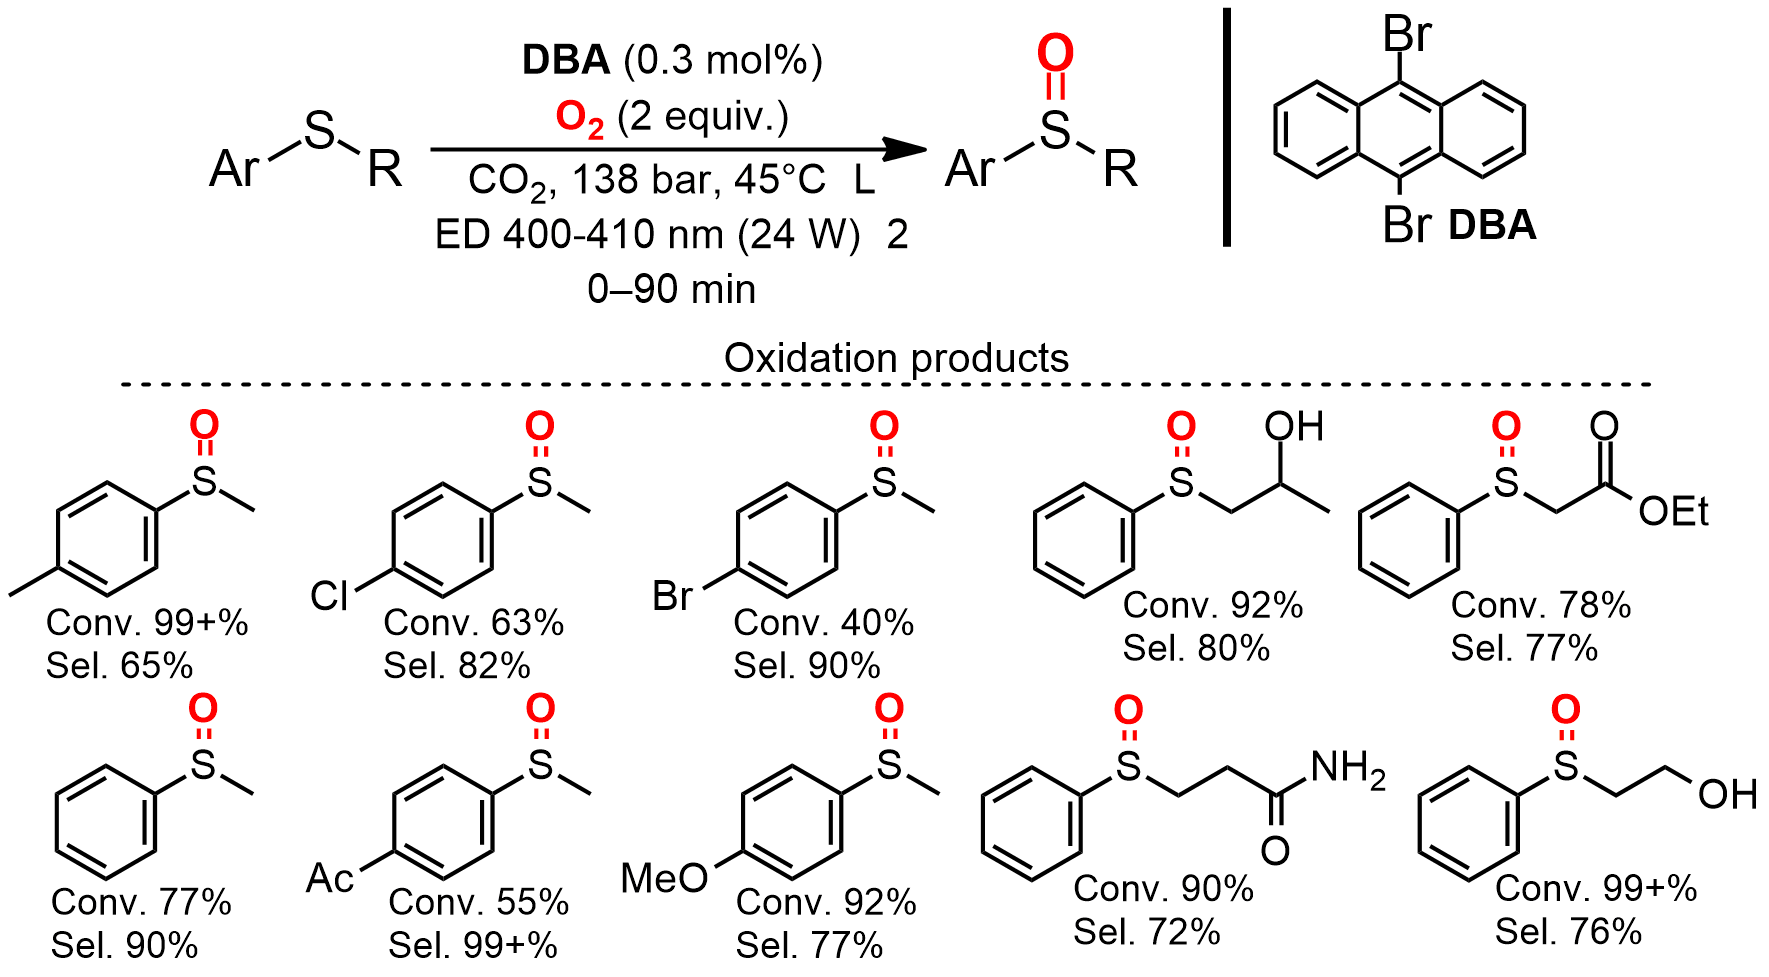 DBA (0.3 mol%)
O2 (2 equiv.)
CO2, 138 bar, 45°C L
ED 400-410 nm (24 W) 2
0–90 min
Ar S R
O
Ar S R
Br
Br DBA
Oxidation products
O
S
Conv. 99+%
Sel. 65%
O
S
Cl
Conv. 63%
Sel. 82%
O
S
Br
Conv. 40%
Sel. 90%
O OH
S
Conv. 92%
Sel. 80%
O O
S
OEt
Conv. 78%
Sel. 77%
O
S
Conv. 77%
Sel. 90%
O
S
Ac
Conv. 55%
Sel. 99+%
O
S
MeO
Conv. 92%
Sel. 77%
O
S NH2
O
Conv. 90%
Sel. 72%
O
S
OH
Conv. 99+%
Sel. 76%